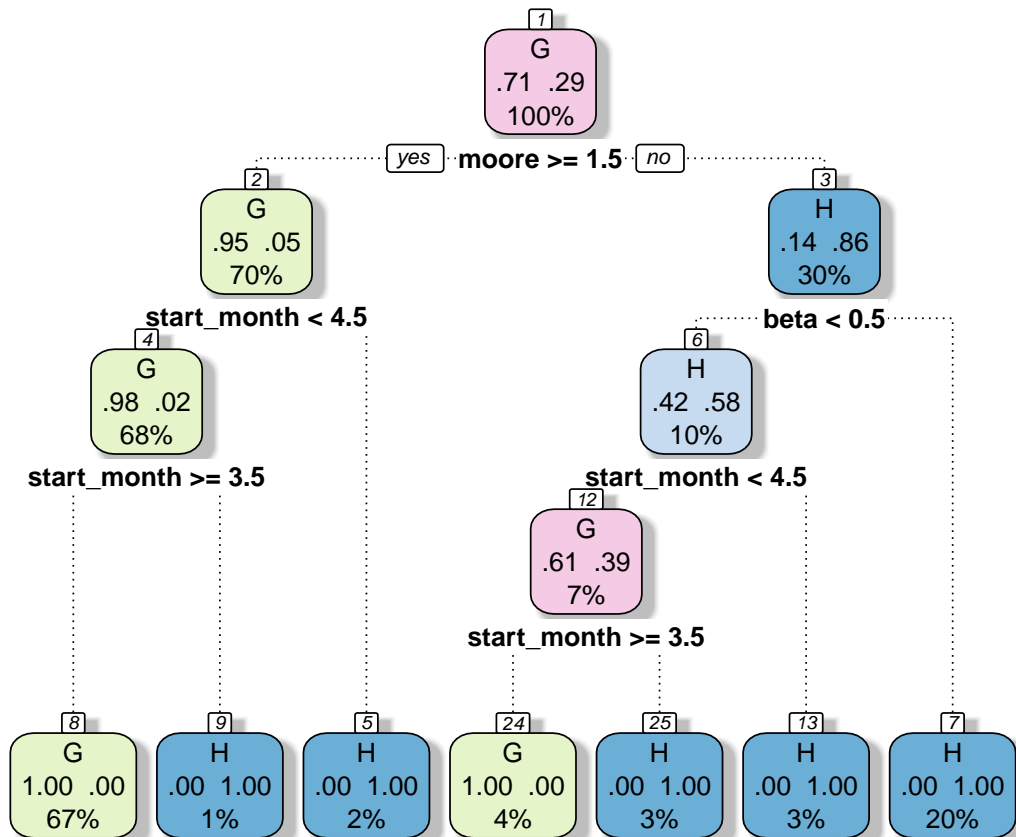 1
G
.71 .29
100%
yes moore >= 1.5 no
2
G
.95 .05
70%
start_month < 4.5
3
H
.14 .86
30%
beta < 0.5
4
G
.98 .02
68%
start_month >= 3.5
6
H
.42 .58
10%
start_month < 4.5
12
G
.61 .39
7%
start_month >= 3.5
8
G
1.00 .00
67%
9
H
.00 1.00
1%
5
H
.00 1.00
2%
24
G
1.00 .00
4%
25
H
.00 1.00
3%
13
H
.00 1.00
3%
7
H
.00 1.00
20%